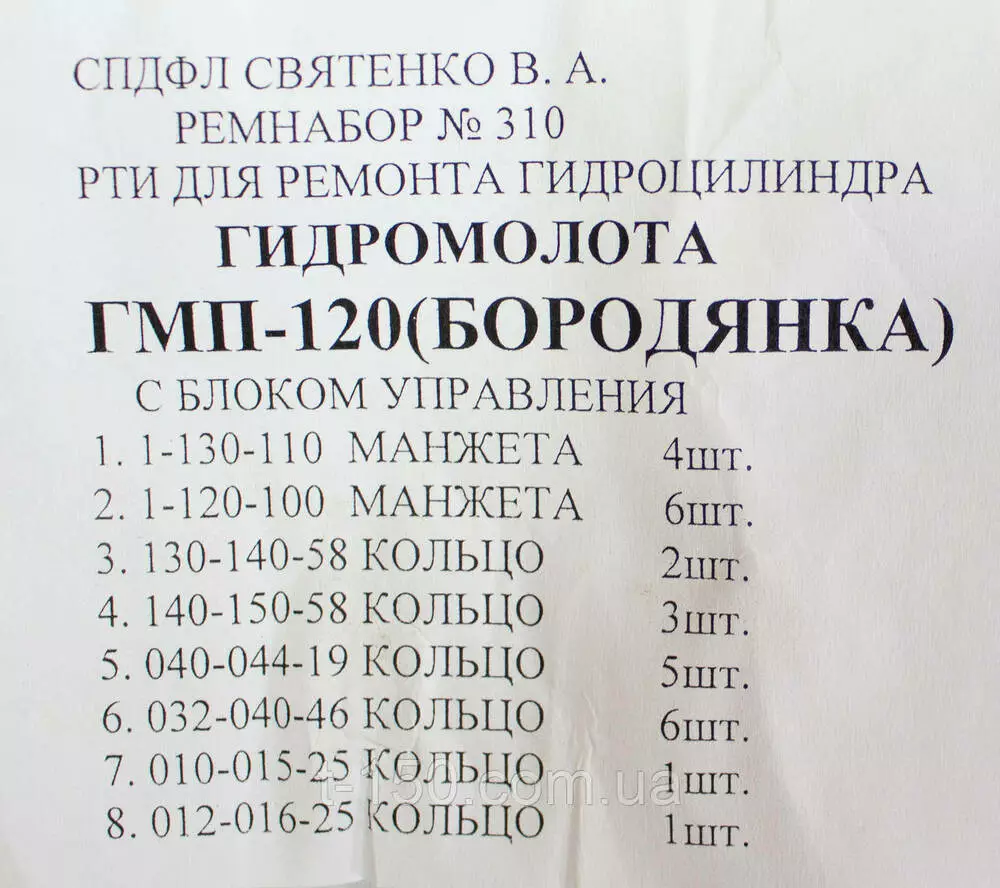 СПДФЛ СВЯТЕНКО В. А.
РЕМНАБОР № 310
РТИ ДЛЯ РЕМОНТА ГИДРОЦИЛИНДРА
ГИДРОМОЛОТА
ГМП-120(БОРОДЯНКА)
С БЛОКОМ УПРАВЛЕНИЯ
1. 1-130-110 МАНЖЕТА 4шт.
2. 1-120-100 МАНЖЕТА 6шт.
3. 130-140-58 КОЛЬЦО 2шт.
4. 140-150-58 КОЛЬЦО 3шт.
5. 040-044-19 КОЛЬЦО 5шт.
6. 032-040-46 КОЛЬЦО 6шт.
7. 010-015-25 КОЛЬЦО 1шт.
t-150.com.ua
8. 012-016-25 КОЛЬЦО 1шт.